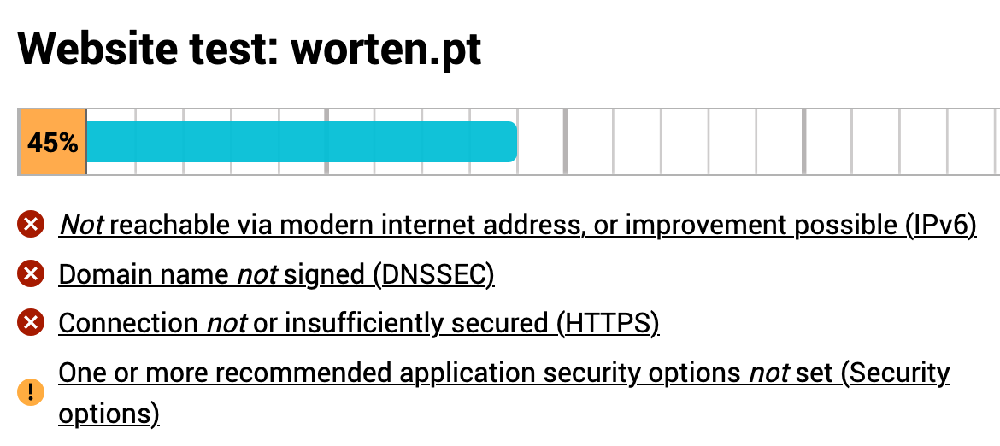 Website test: worten.pt
45%
Not reachable via modern internet address, or improvement possible (IPv6)
Domain name not signed (DNSSEC)
Connection not or insufficiently secured (HTTPS)
One or more recommended application security options not set (Security
options)